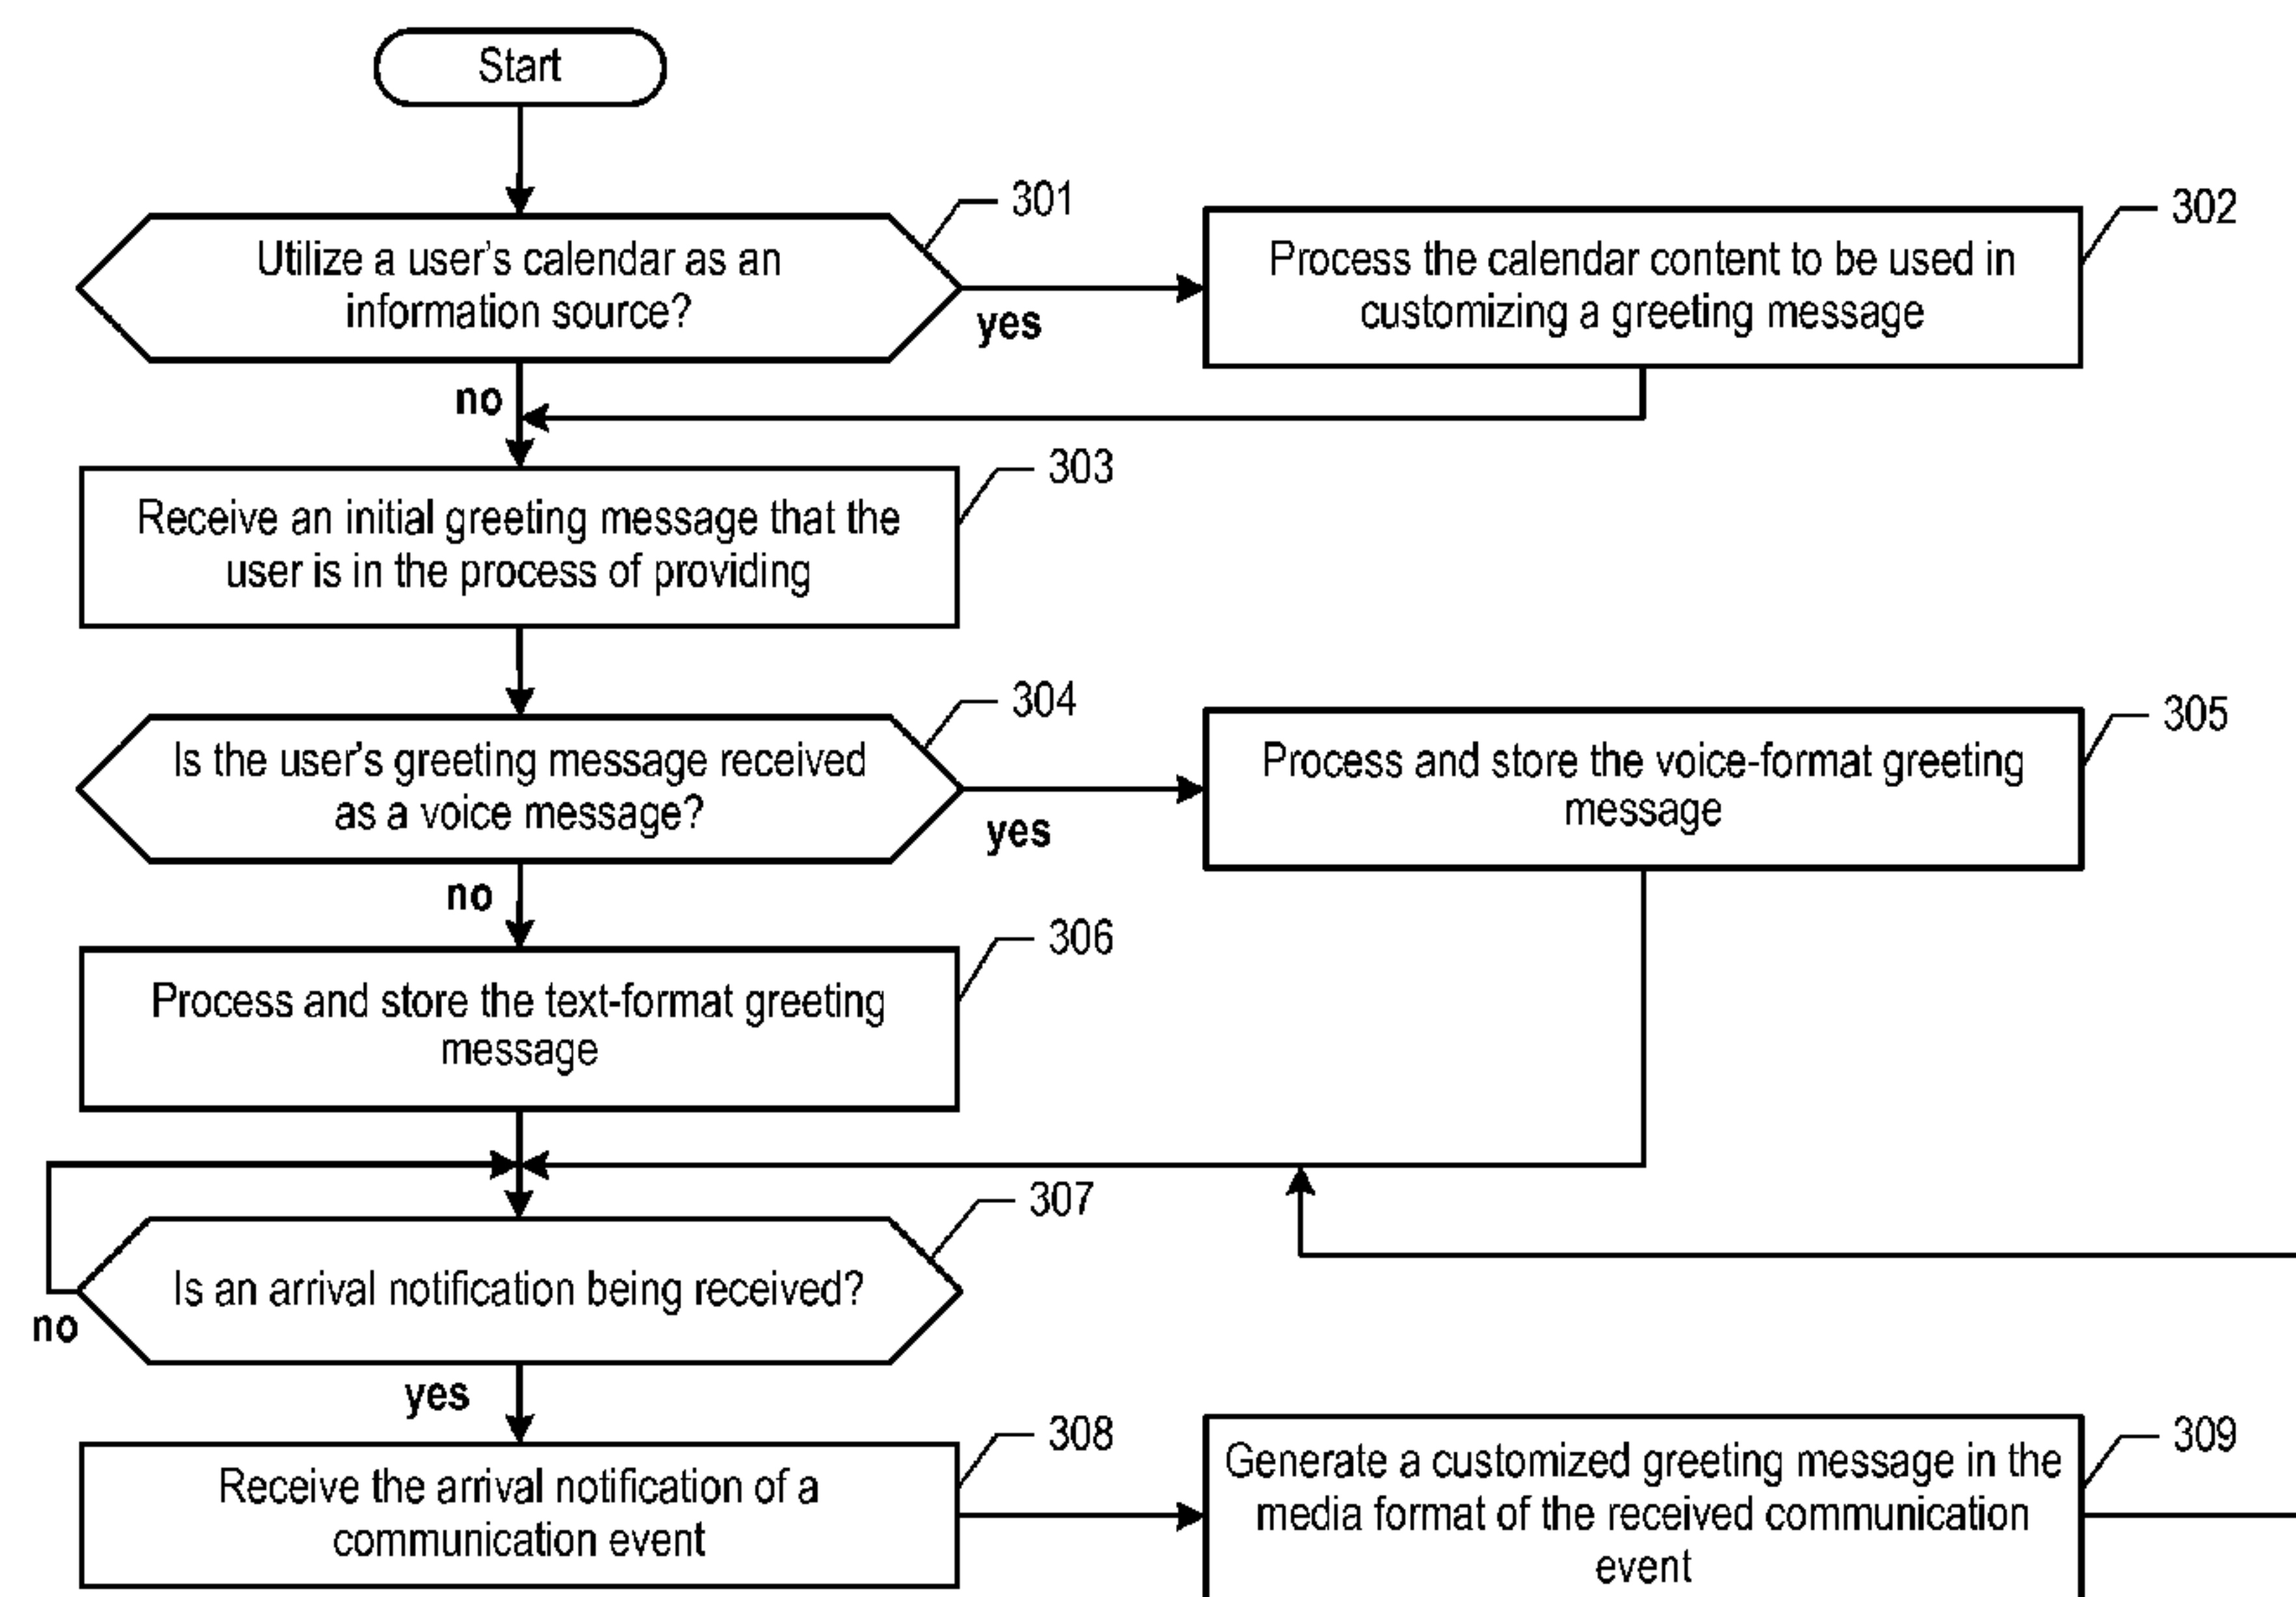 Start
301
Utilize a user's calendar as an
information source?
yes
302
Process the calendar content to be used in
customizing a greeting message
no
303
Receive an initial greeting message that the
user is in the process of providing
304
Is the user's greeting message received
as a voice message?
yes
305
Process and store the voice-format greeting
message
no
306
Process and store the text-format greeting
message
307
Is an arrival notification being received?
no
yes
308
Receive the arrival notification of a
communication event
309
Generate a customized greeting message in the
media format of the received communication
event